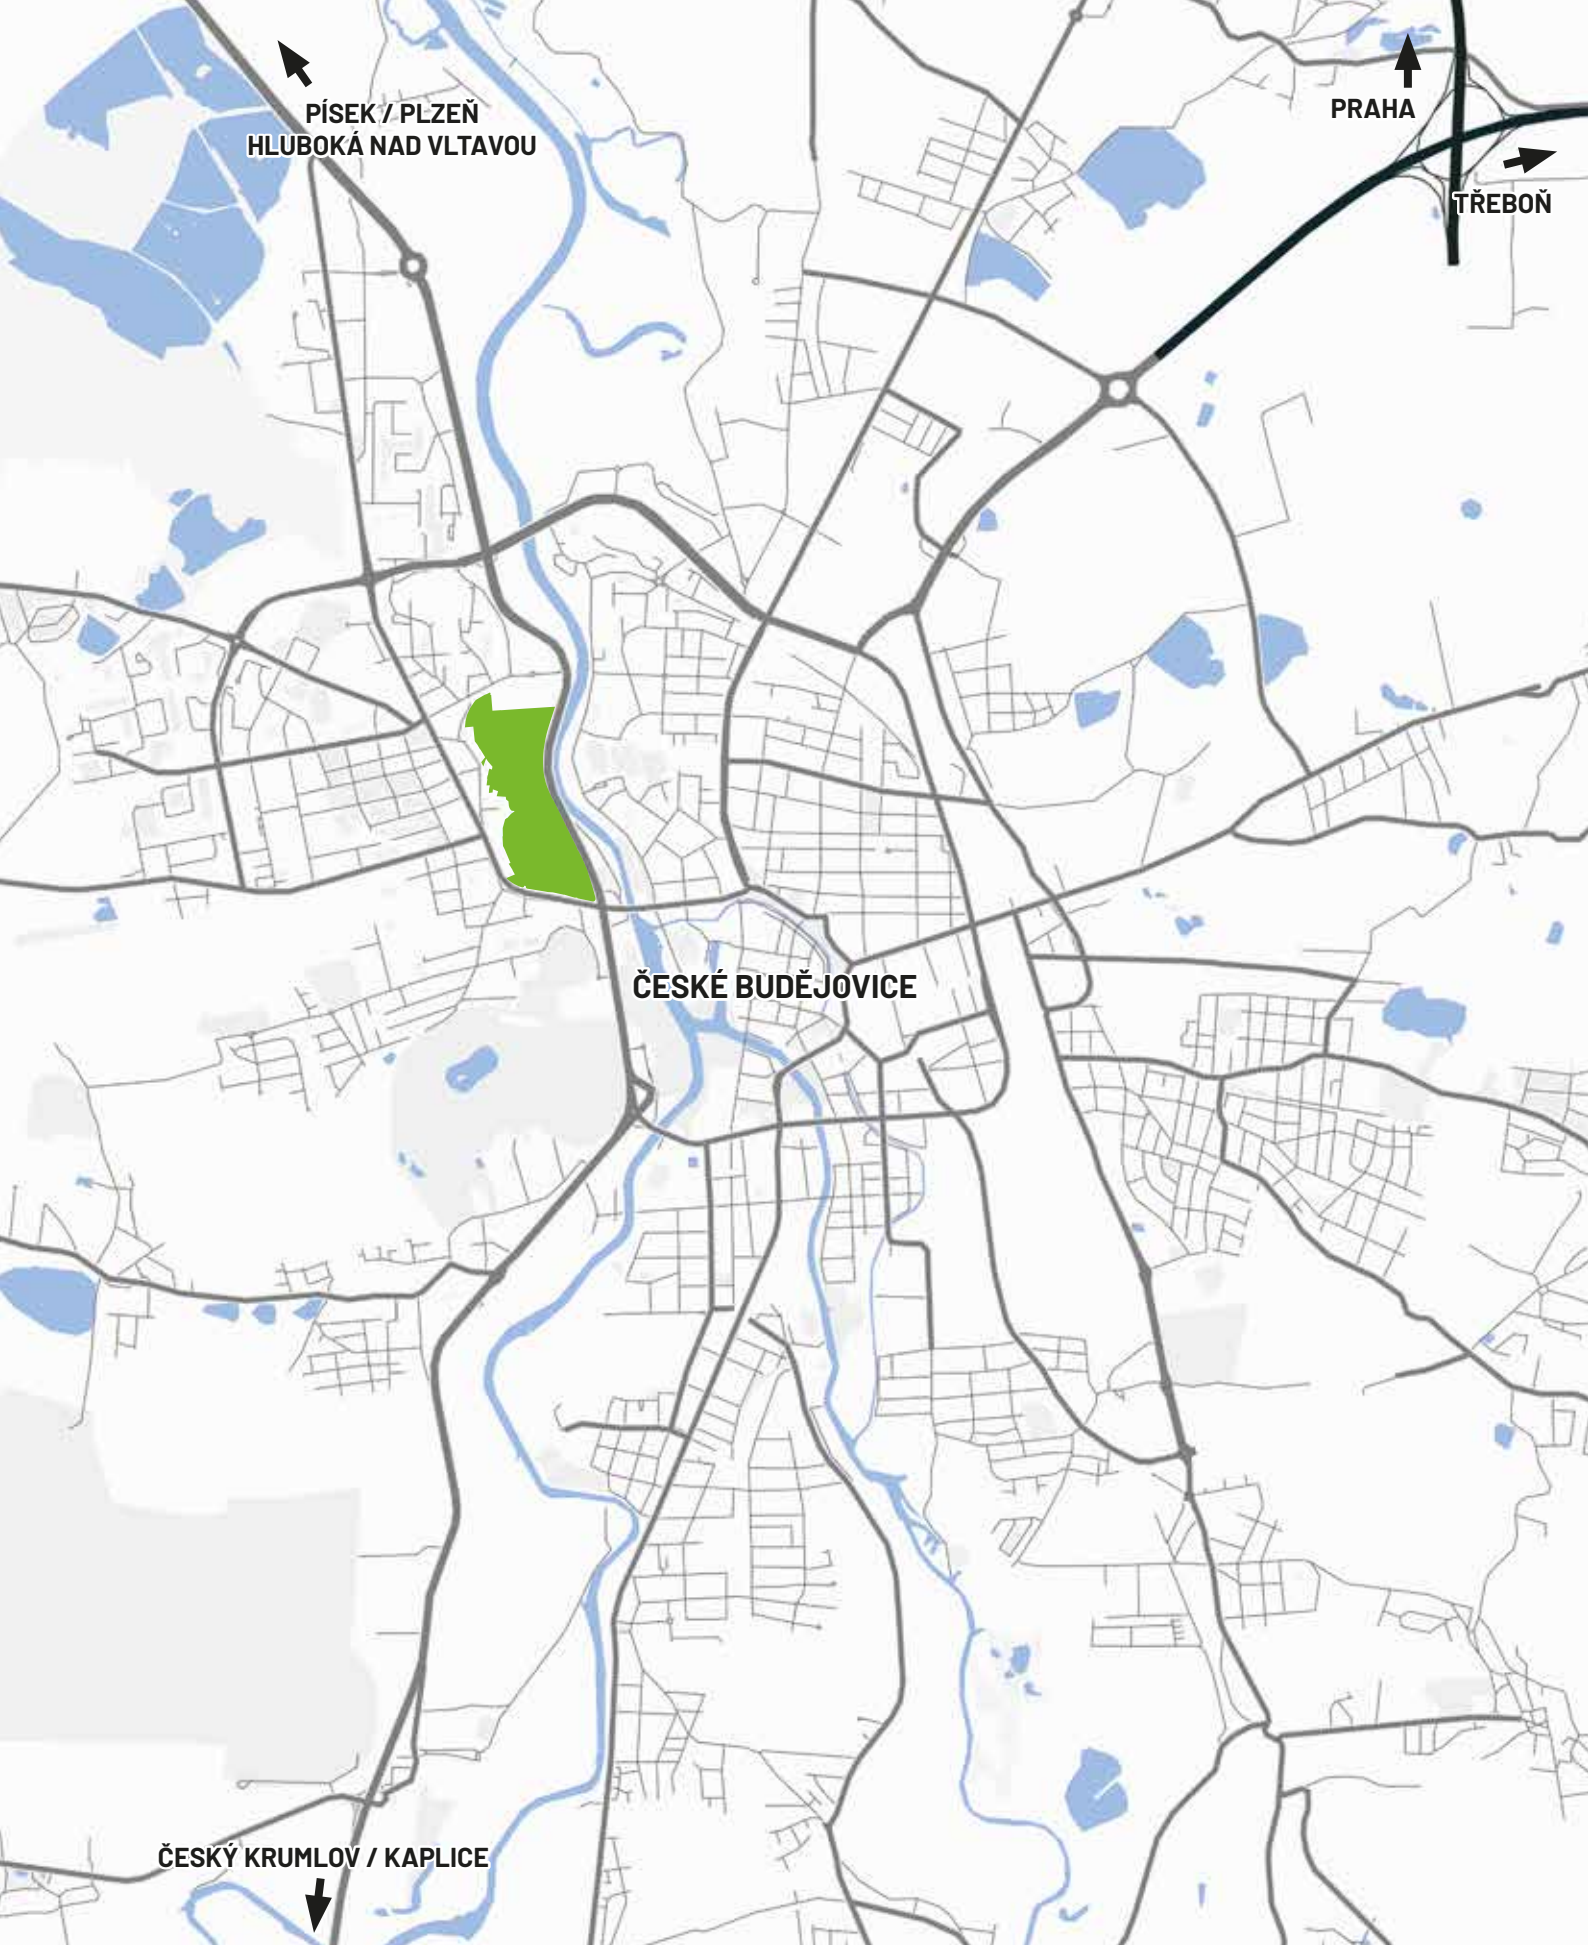 PÍSEK / PLZEŇ
HLUBOKÁ NAD VLTAVOU
PRAHA
TŘEBOŇ
ČESKÉ BUDĚJOVICE
ČESKÝ KRUMLOV / KAPLICE